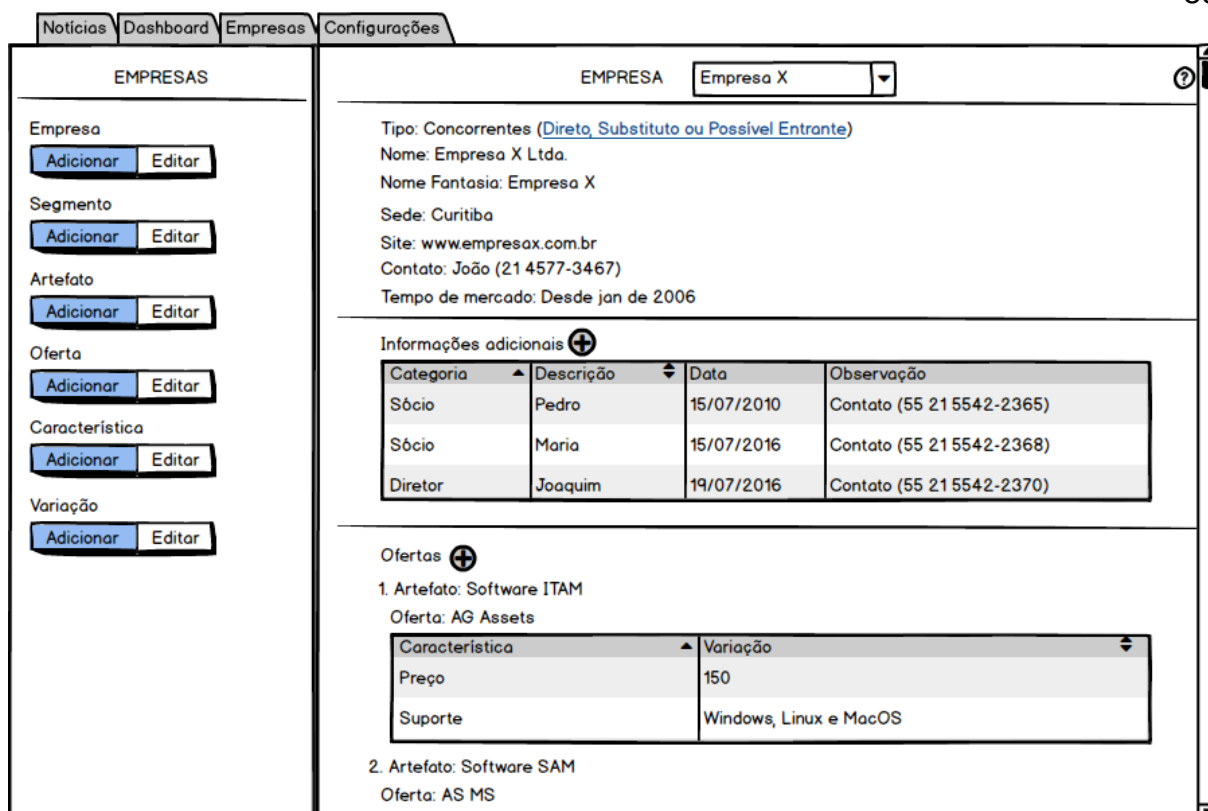 Notícias Dashboard Empresas Configurações
EMPRESAS
Empresa
Adicionar Editar
Segmento
Adicionar Editar
Artefato
Adicionar Editar
Oferta
Adicionar Editar
Característica
Adicionar Editar
Variação
Adicionar Editar
EMPRESA Empresa X
?
Tipo: Concorrentes (Direto, Substituto ou Possível Entrante)
Nome: Empresa X Ltda.
Nome Fantasia: Empresa X
Sede: Curitiba
Site: www.empresax.com.br
Contato: João (21 4577-3467)
Tempo de mercado: Desde jan de 2006
Informações adicionais
Categoria Descrição Data Observação
Sócio Pedro 15/07/2010 Contato (55 21 5542-2365)
Sócio Maria 15/07/2016 Contato (55 21 5542-2368)
Diretor Joaquim 19/07/2016 Contato (55 21 5542-2370)
Ofertas
1. Artefato: Software ITAM
Oferta: AG Assets
Característica Variação
Preço 150
Suporte Windows, Linux e MacOS
2. Artefato: Software SAM
Oferta: AS MS